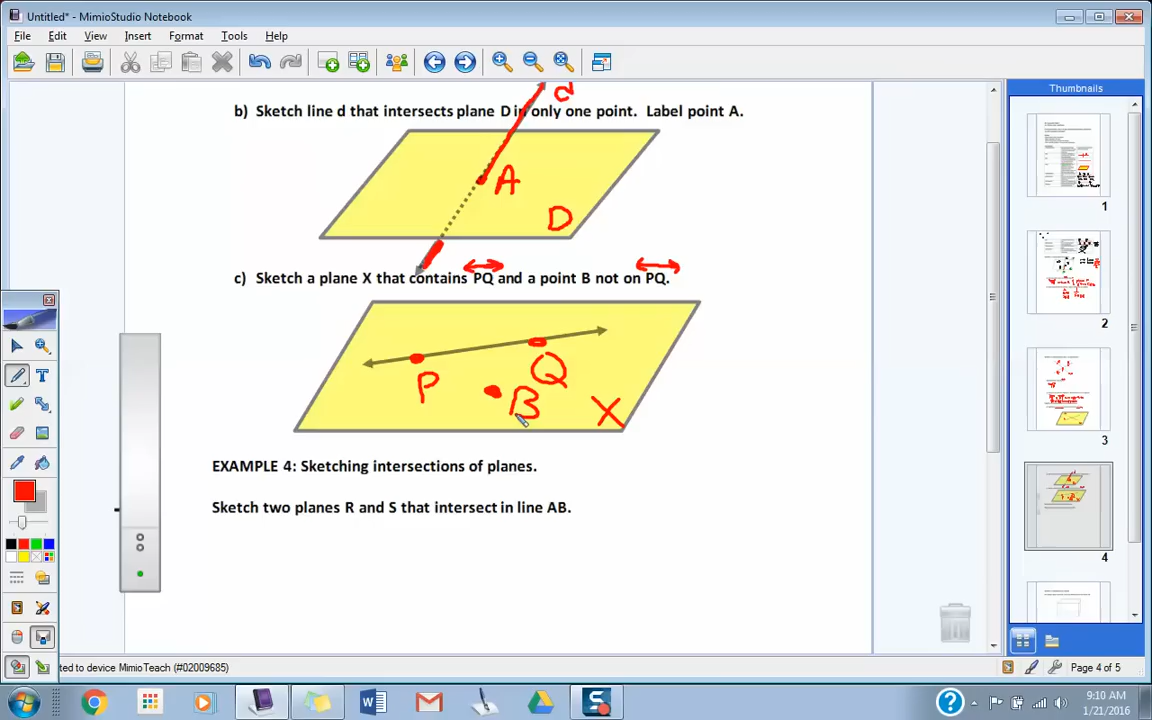 Untitled* - MimioStudio Notebook
File Edit View Insert Format Tools Help
d
b) Sketch line d that intersects plane D in only one point. Label point A.
A
D
c) Sketch a plane X that contains PQ and a point B not on PQ.
P
Q
B
X
EXAMPLE 4: Sketching intersections of planes.
Sketch two planes R and S that intersect in line AB.
T
Thumbnails
1
2
3
4
ted to device MimioTeach (#02009685)
Page 4 of 5
W
S
?
9:10 AM
1/21/2016